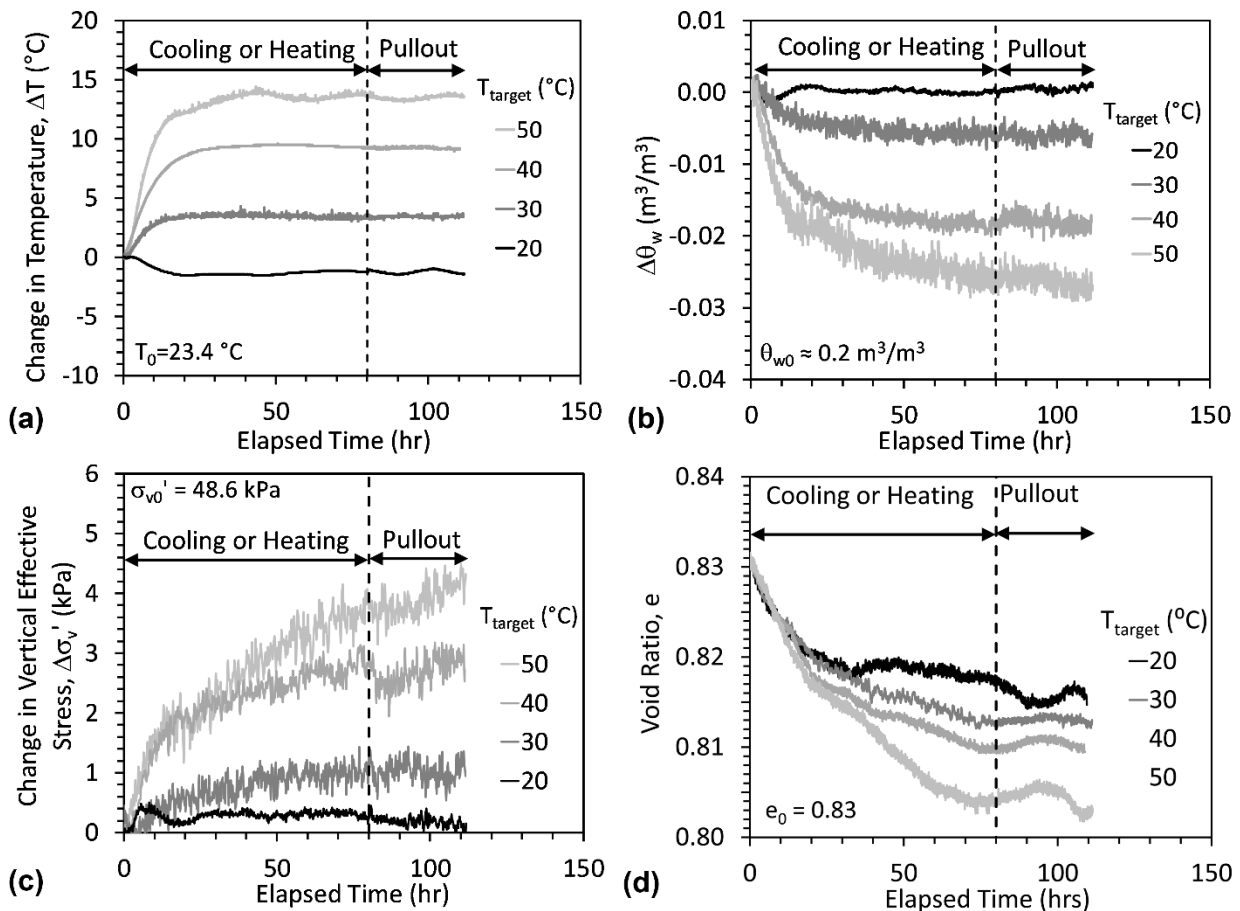 20
15
10
5
0
-5
-10
Change in Temperature, ΔT (°C)
Cooling or Heating
Pullout
T_target (°C)
50
40
30
20
T_0=23.4 °C
0
50
100
150
Elapsed Time (hr)
(a)
0.01
0.00
-0.01
-0.02
-0.03
-0.04
Δθ_w (m³/m³)
Cooling or Heating
Pullout
T_target (°C)
20
30
40
50
θ_w0 ≈ 0.2 m³/m³
0
50
100
150
Elapsed Time (hr)
(b)
6
5
4
3
2
1
0
Change in Vertical Effective
Stress, Δσ_v' (kPa)
σ_v0' = 48.6 kPa
Cooling or Heating
Pullout
T_target (°C)
50
40
30
20
0
50
100
150
Elapsed Time (hr)
(c)
0.84
0.83
0.82
0.81
0.80
Void Ratio, e
Cooling or Heating
Pullout
T_target (°C)
20
30
40
50
e_0 = 0.83
0
50
100
150
Elapsed Time (hrs)
(d)